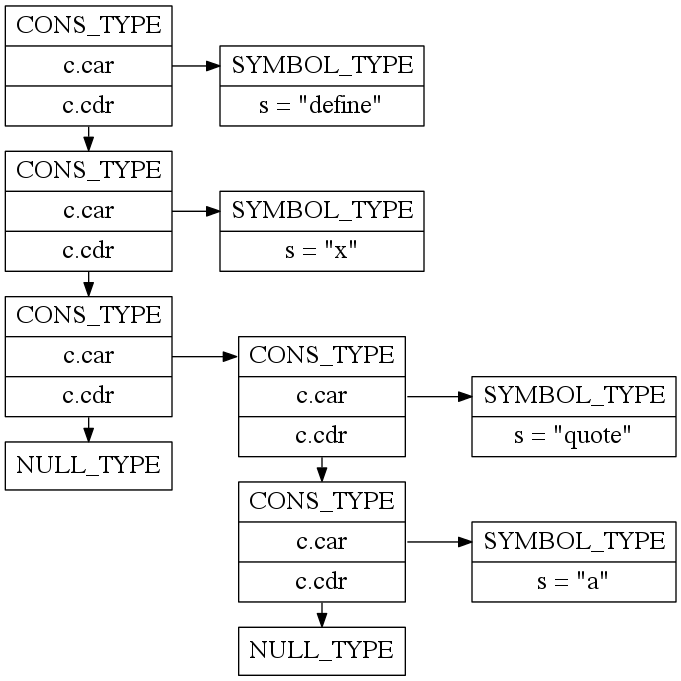 CONS_TYPE
c.car
c.cdr
SYMBOL_TYPE
s = "define"
CONS_TYPE
c.car
c.cdr
SYMBOL_TYPE
s = "x"
CONS_TYPE
c.car
c.cdr
NULL_TYPE
CONS_TYPE
c.car
c.cdr
SYMBOL_TYPE
s = "quote"
CONS_TYPE
c.car
c.cdr
SYMBOL_TYPE
s = "a"
NULL_TYPE